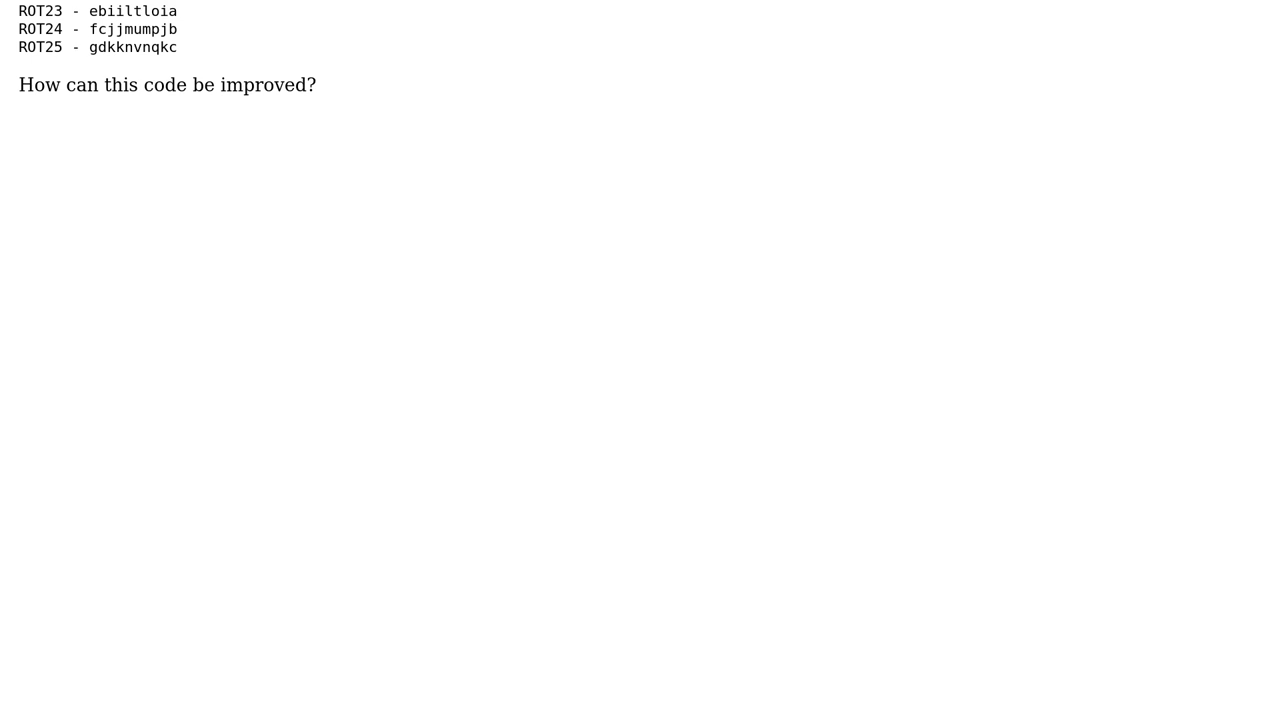 ROT23 - ebiiltloia
ROT24 - fcjjmumpjb
ROT25 - gdkknvnqkc
How can this code be improved?